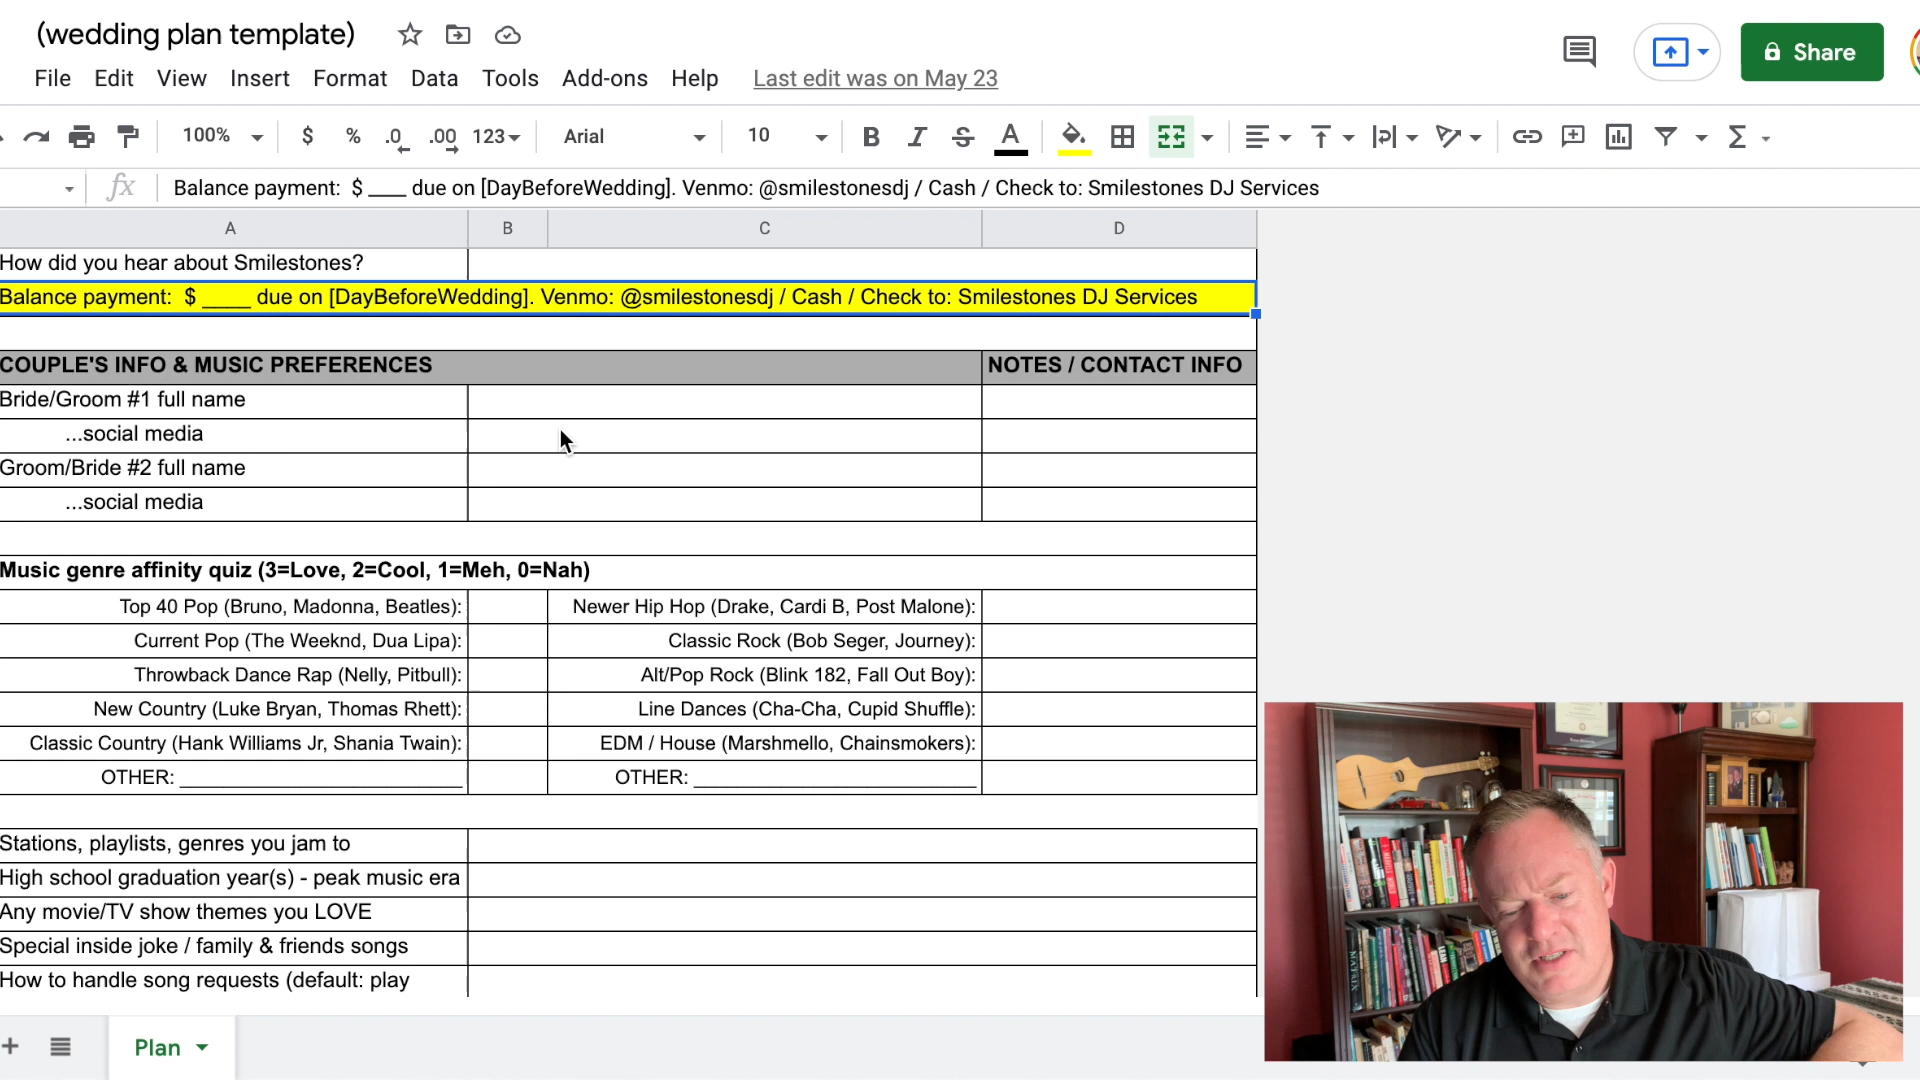 (wedding plan template)
File Edit View Insert Format Data Tools Add-ons Help Last edit was on May 23
Share
100% $ % .0 .00 123 Arial 10 B I S A
fx Balance payment: $ ____ due on [DayBeforeWedding]. Venmo: @smilestonesdj / Cash / Check to: Smilestones DJ Services
A B C D
How did you hear about Smilestones?
Balance payment: $ ____ due on [DayBeforeWedding]. Venmo: @smilestonesdj / Cash / Check to: Smilestones DJ Services
COUPLE'S INFO & MUSIC PREFERENCES NOTES / CONTACT INFO
Bride/Groom #1 full name
...social media
Groom/Bride #2 full name
...social media
Music genre affinity quiz (3=Love, 2=Cool, 1=Meh, 0=Nah)
Top 40 Pop (Bruno, Madonna, Beatles): Newer Hip Hop (Drake, Cardi B, Post Malone):
Current Pop (The Weeknd, Dua Lipa): Classic Rock (Bob Seger, Journey):
Throwback Dance Rap (Nelly, Pitbull): Alt/Pop Rock (Blink 182, Fall Out Boy):
New Country (Luke Bryan, Thomas Rhett): Line Dances (Cha-Cha, Cupid Shuffle):
Classic Country (Hank Williams Jr, Shania Twain): EDM / House (Marshmello, Chainsmokers):
OTHER: __________________________ OTHER: __________________________
Stations, playlists, genres you jam to
High school graduation year(s) - peak music era
Any movie/TV show themes you LOVE
Special inside joke / family & friends songs
How to handle song requests (default: play
Plan